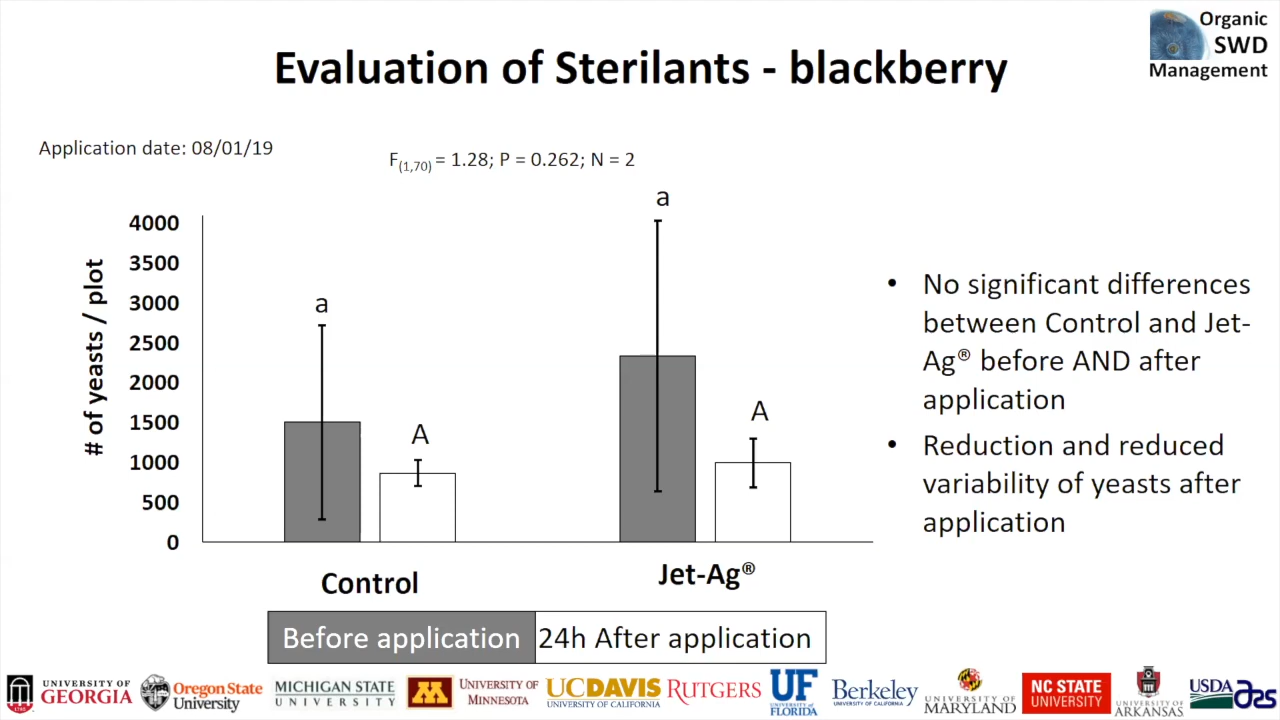 Organic
SWD
Management
Evaluation of Sterilants - blackberry
Application date: 08/01/19
F(1,70) = 1.28; P = 0.262; N = 2
# of yeasts / plot
4000
3500
3000
2500
2000
1500
1000
500
0
a
A
a
A
Control
Jet-Ag®
Before application
24h After application
• No significant differences
between Control and Jet-
Ag® before AND after
application
• Reduction and reduced
variability of yeasts after
application
UNIVERSITY OF
GEORGIA
Oregon State
University
MICHIGAN STATE
UNIVERSITY
M
UNIVERSITY OF
MINNESOTA
UCDAVIS
UNIVERSITY OF CALIFORNIA
RUTGERS
UF
UNIVERSITY of
FLORIDA
Berkeley
UNIVERSITY OF CALIFORNIA
UNIVERSITY OF
MARYLAND
NC STATE
UNIVERSITY
UNIVERSITY OF
ARKANSAS
USDA
ars